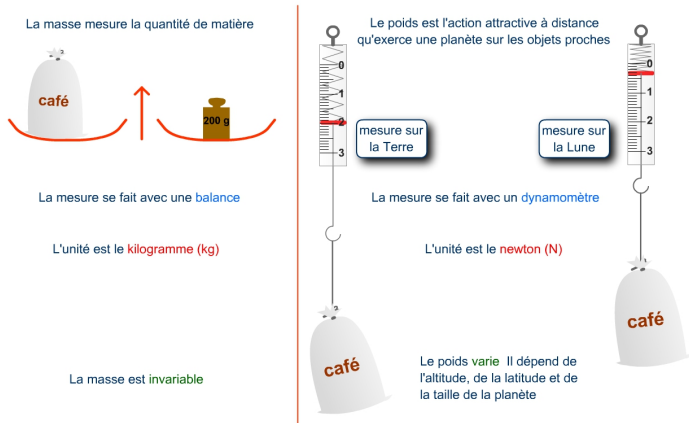 La masse mesure la quantité de matière
café
200 g
La mesure se fait avec une balance
L'unité est le kilogramme (kg)
La masse est invariable
Le poids est l'action attractive à distance
qu'exerce une planète sur les objets proches
0
1
2
3
mesure sur
la Terre
mesure sur
la Lune
0
1
2
3
La mesure se fait avec un dynamomètre
L'unité est le newton (N)
café
café
Le poids varie Il dépend de
l'altitude, de la latitude et de
la taille de la planète